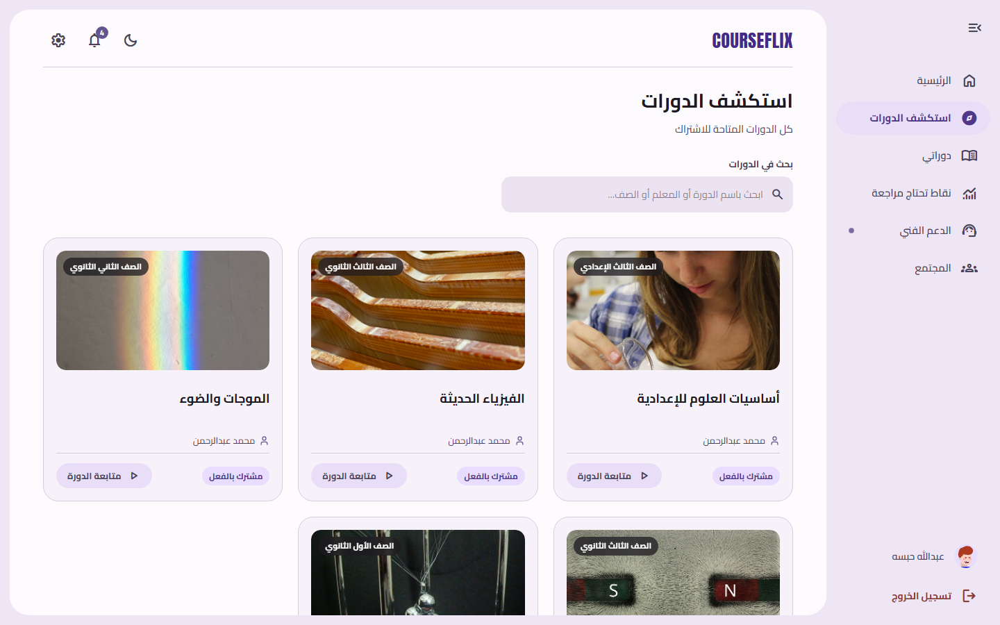 COURSEFLIX
4
الرئيسية
استكشف الدورات
دوراتي
نقاط تحتاج مراجعة
الدعم الفني
المجتمع
عبدالله حبسه
تسجيل الخروج
استكشف الدورات
كل الدورات المتاحة للاشتراك
بحث في الدورات
ابحث باسم الدورة أو المعلم أو الصف...
الصف الثالث الإعدادي
أساسيات العلوم للإعدادية
محمد عبدالرحمن
مشترك بالفعل
متابعة الدورة
الصف الثالث الثانوي
الفيزياء الحديثة
محمد عبدالرحمن
مشترك بالفعل
متابعة الدورة
الصف الثاني الثانوي
الموجات والضوء
محمد عبدالرحمن
مشترك بالفعل
متابعة الدورة
الصف الثالث الثانوي
S N
الصف الأول الثانوي